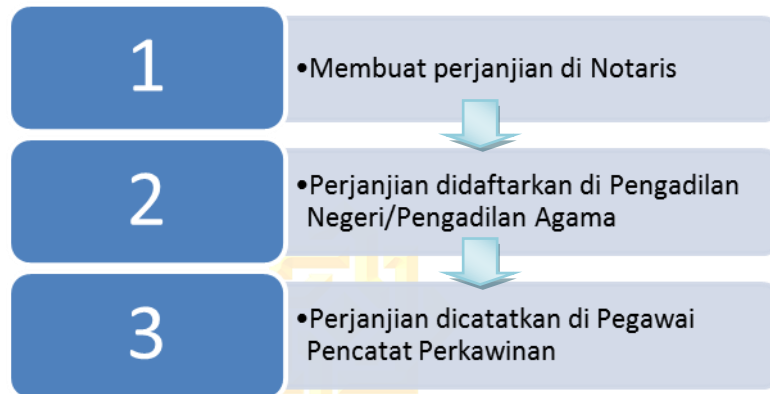 1
•Membuat perjanjian di Notaris
2
•Perjanjian didaftarkan di Pengadilan
Negeri/Pengadilan Agama
3
•Perjanjian dicatatkan di Pegawai
Pencatat Perkawinan